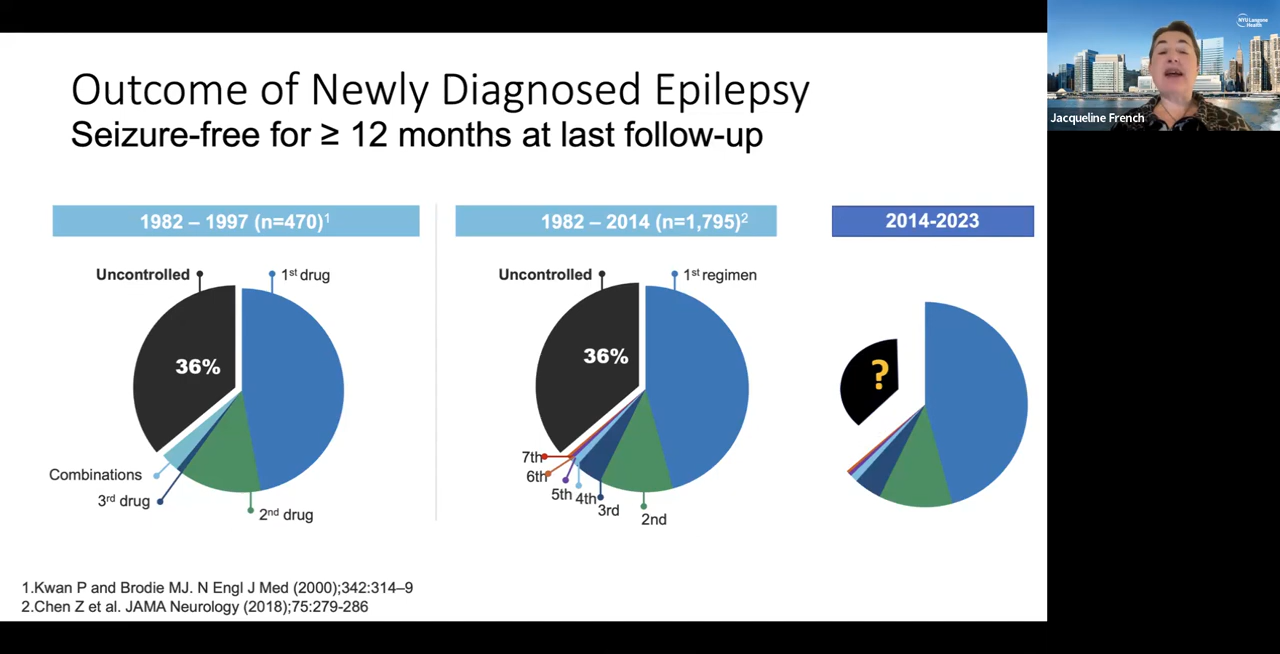 Outcome of Newly Diagnosed Epilepsy
Seizure-free for ≥ 12 months at last follow-up
1982 – 1997 (n=470)1
Uncontrolled
1st drug
36%
Combinations
3rd drug
2nd drug
1982 – 2014 (n=1,795)2
Uncontrolled
1st regimen
36%
7th
6th
5th
4th
3rd
2nd
2014-2023
?
1.Kwan P and Brodie MJ. N Engl J Med (2000);342:314–9
2.Chen Z et al. JAMA Neurology (2018);75:279-286
NYU Langone
Health
Jacqueline French